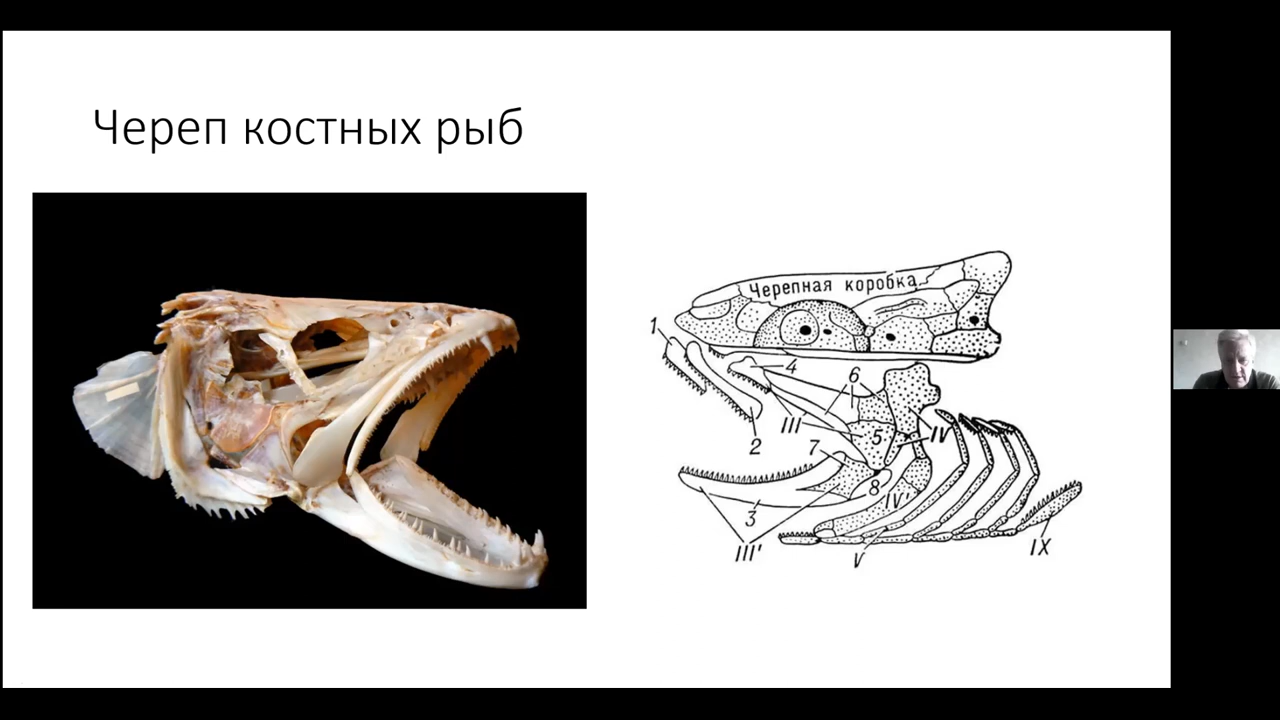 Череп костных рыб
Черепная коробка
1
4
6
III
5
IV
2
7
8
IV'
3
III'
V
IX